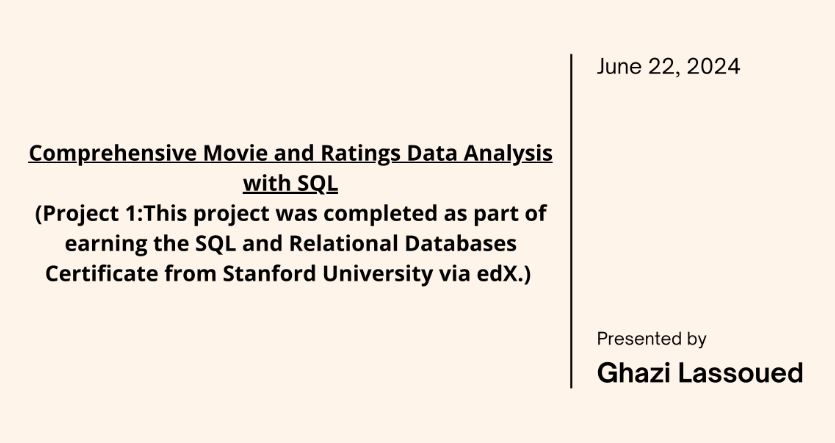 Comprehensive Movie and Ratings Data Analysis
with SQL
(Project 1:This project was completed as part of
earning the SQL and Relational Databases
Certificate from Stanford University via edX.)
June 22, 2024
Presented by
Ghazi Lassoued